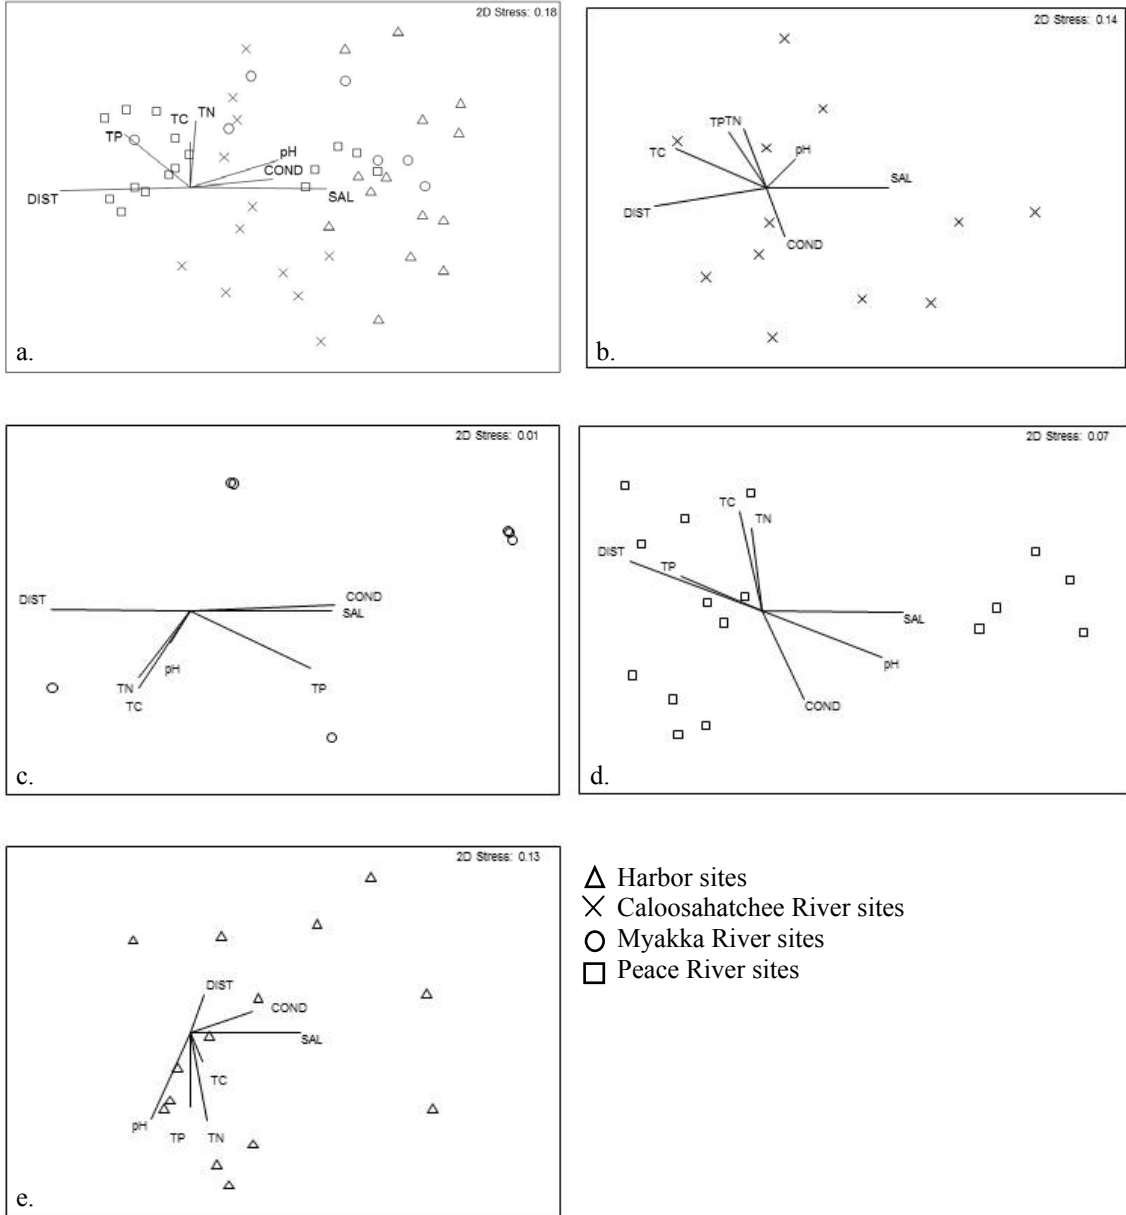 2D Stress: 0.18
TC
TN
TP
pH
COND
DIST
SAL
a.
2D Stress: 0.14
TP
TN
TC
pH
SAL
DIST
COND
b.
2D Stress: 0.01
DIST
COND
SAL
pH
TN
TP
TC
c.
2D Stress: 0.07
TC
TN
DIST
TP
SAL
pH
COND
d.
2D Stress: 0.13
DIST
COND
SAL
TC
pH
TP
TN
e.
Harbor sites
Caloosahatchee River sites
Myakka River sites
Peace River sites